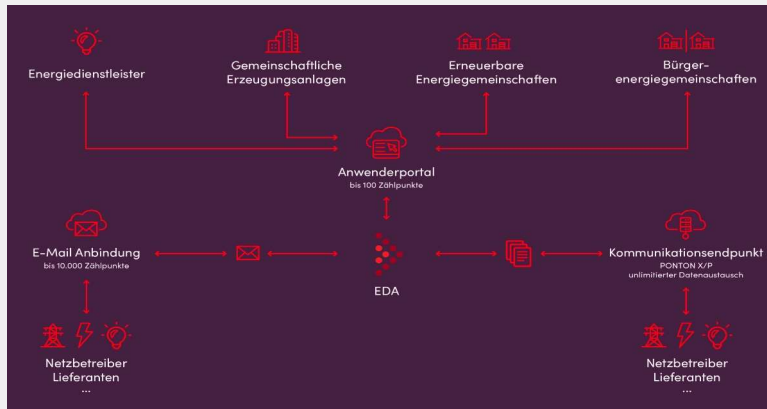 Energiedienstleister
Gemeinschaftliche
Erzeugungsanlagen
Erneuerbare
Energiegemeinschaften
Bürger-
energiegemeinschaften
Anwenderportal
bis 100 Zählpunkte
E-Mail Anbindung
bis 10.000 Zählpunkte
EDA
Kommunikationsendpunkt
PONTON X/P
unlimitierter Datenaustausch
Netzbetreiber
Lieferanten
...
Netzbetreiber
Lieferanten
...